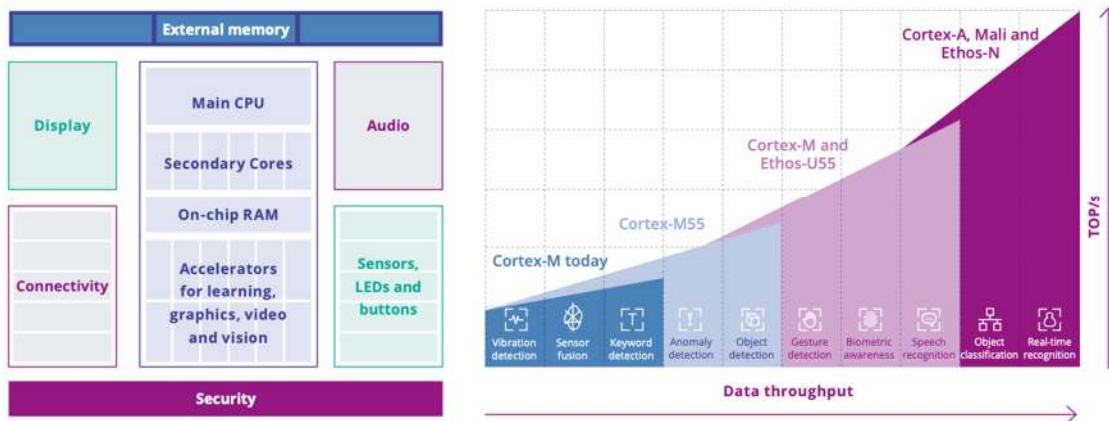 External memory
Display
Main CPU
Secondary Cores
On-chip RAM
Accelerators
for learning,
graphics, video
and vision
Audio
Connectivity
Sensors,
LEDs and
buttons
Security
Cortex-A, Mali and
Ethos-N
Cortex-M and
Ethos-U55
Cortex-M55
Cortex-M today
Vibration
detection
Sensor
fusion
Keyword
detection
Anomaly
detection
Object
detection
Gesture
detection
Biometric
awareness
Speech
recognition
Object
classification
Real-time
recognition
Data throughput
TOP/s